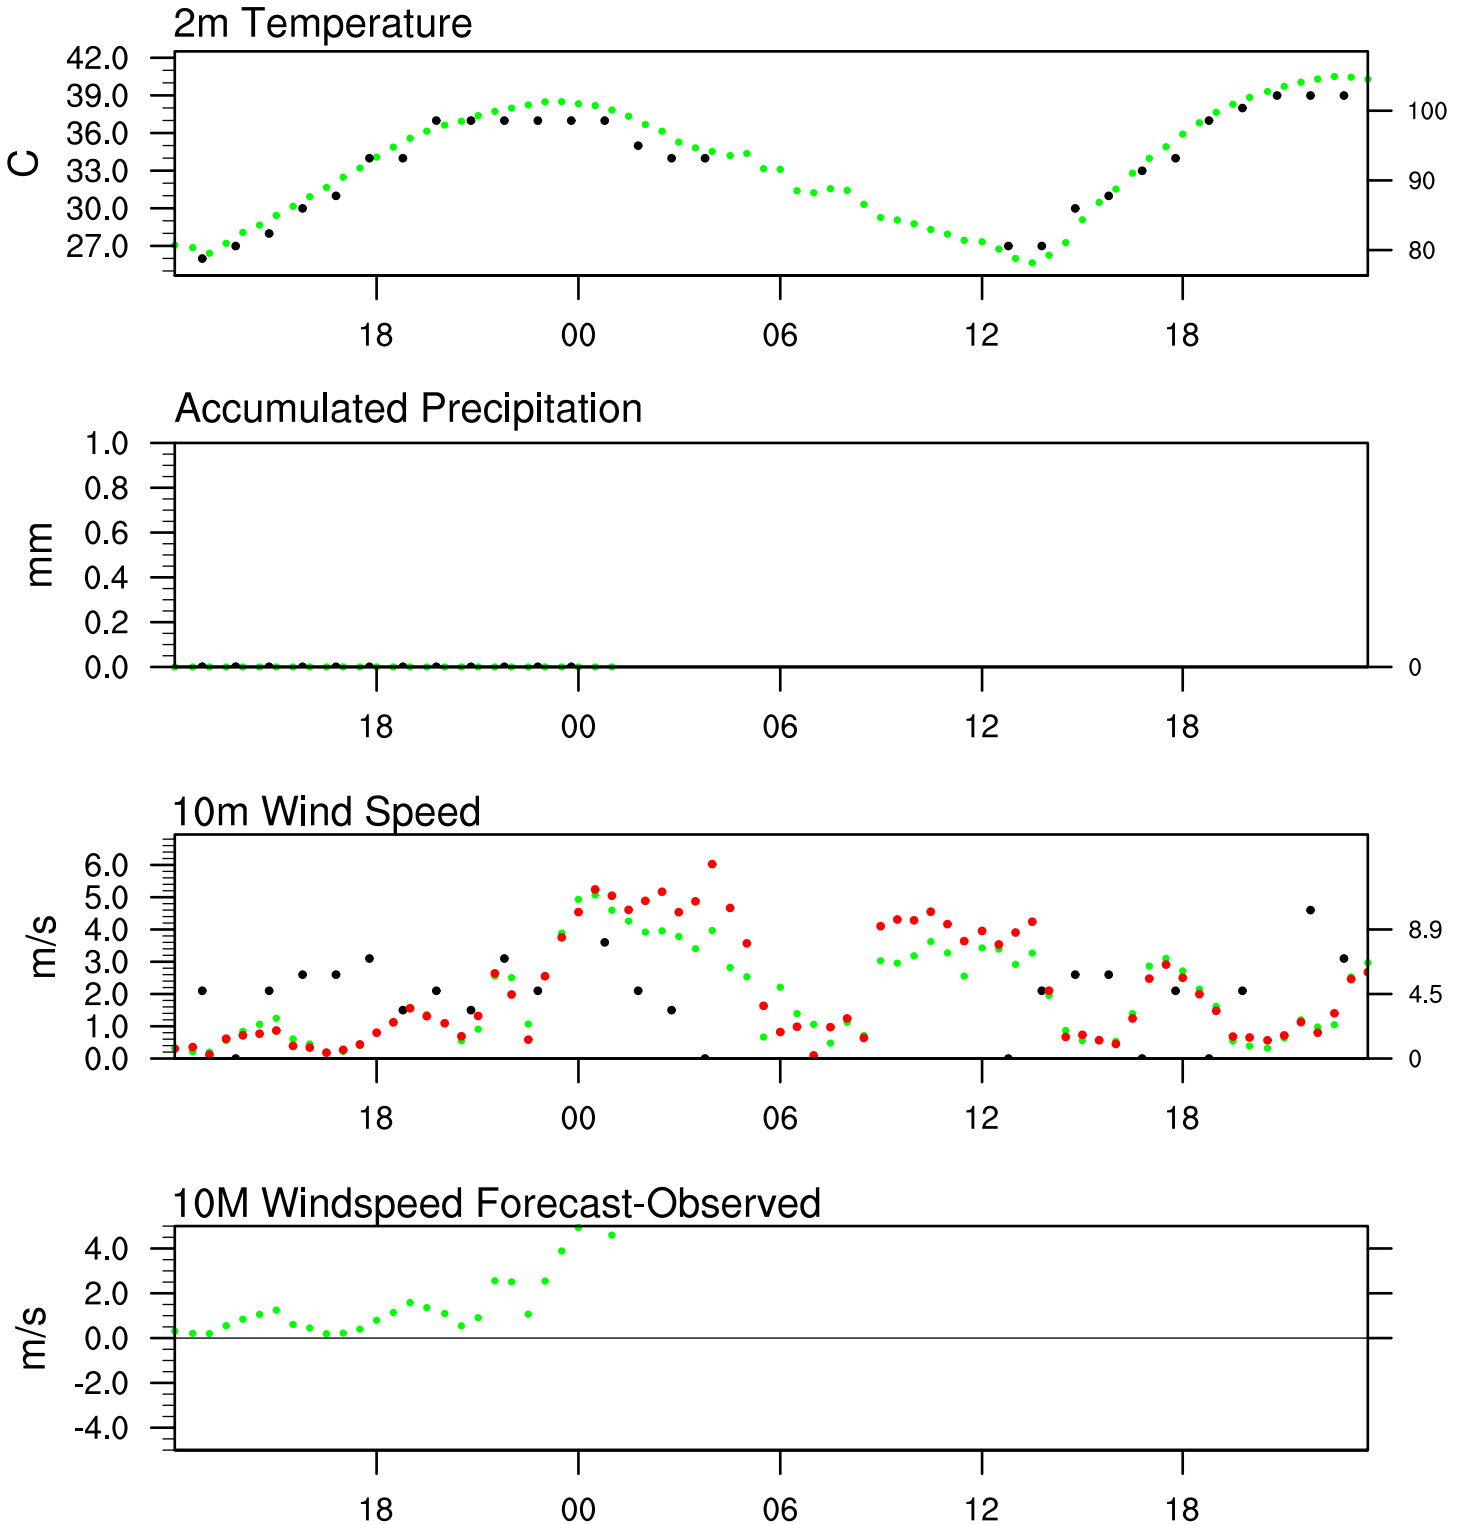 2m Temperature
42.0
39.0
36.0
33.0
30.0
27.0
C
100
90
80
18 00 06 12 18
Accumulated Precipitation
1.0
0.8
0.6
0.4
0.2
0.0
mm
0
18 00 06 12 18
10m Wind Speed
6.0
5.0
4.0
3.0
2.0
1.0
0.0
m/s
8.9
4.5
0
18 00 06 12 18
10M Windspeed Forecast-Observed
4.0
2.0
0.0
-2.0
-4.0
m/s
18 00 06 12 18